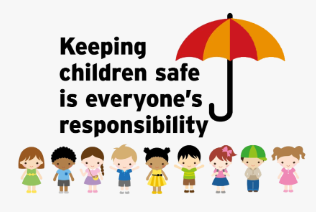 Keeping
children safe
is everyone's
responsibility